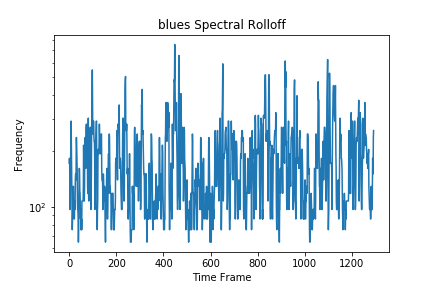 blues Spectral Rolloff
Frequency
10²
0 200 400 600 800 1000 1200
Time Frame